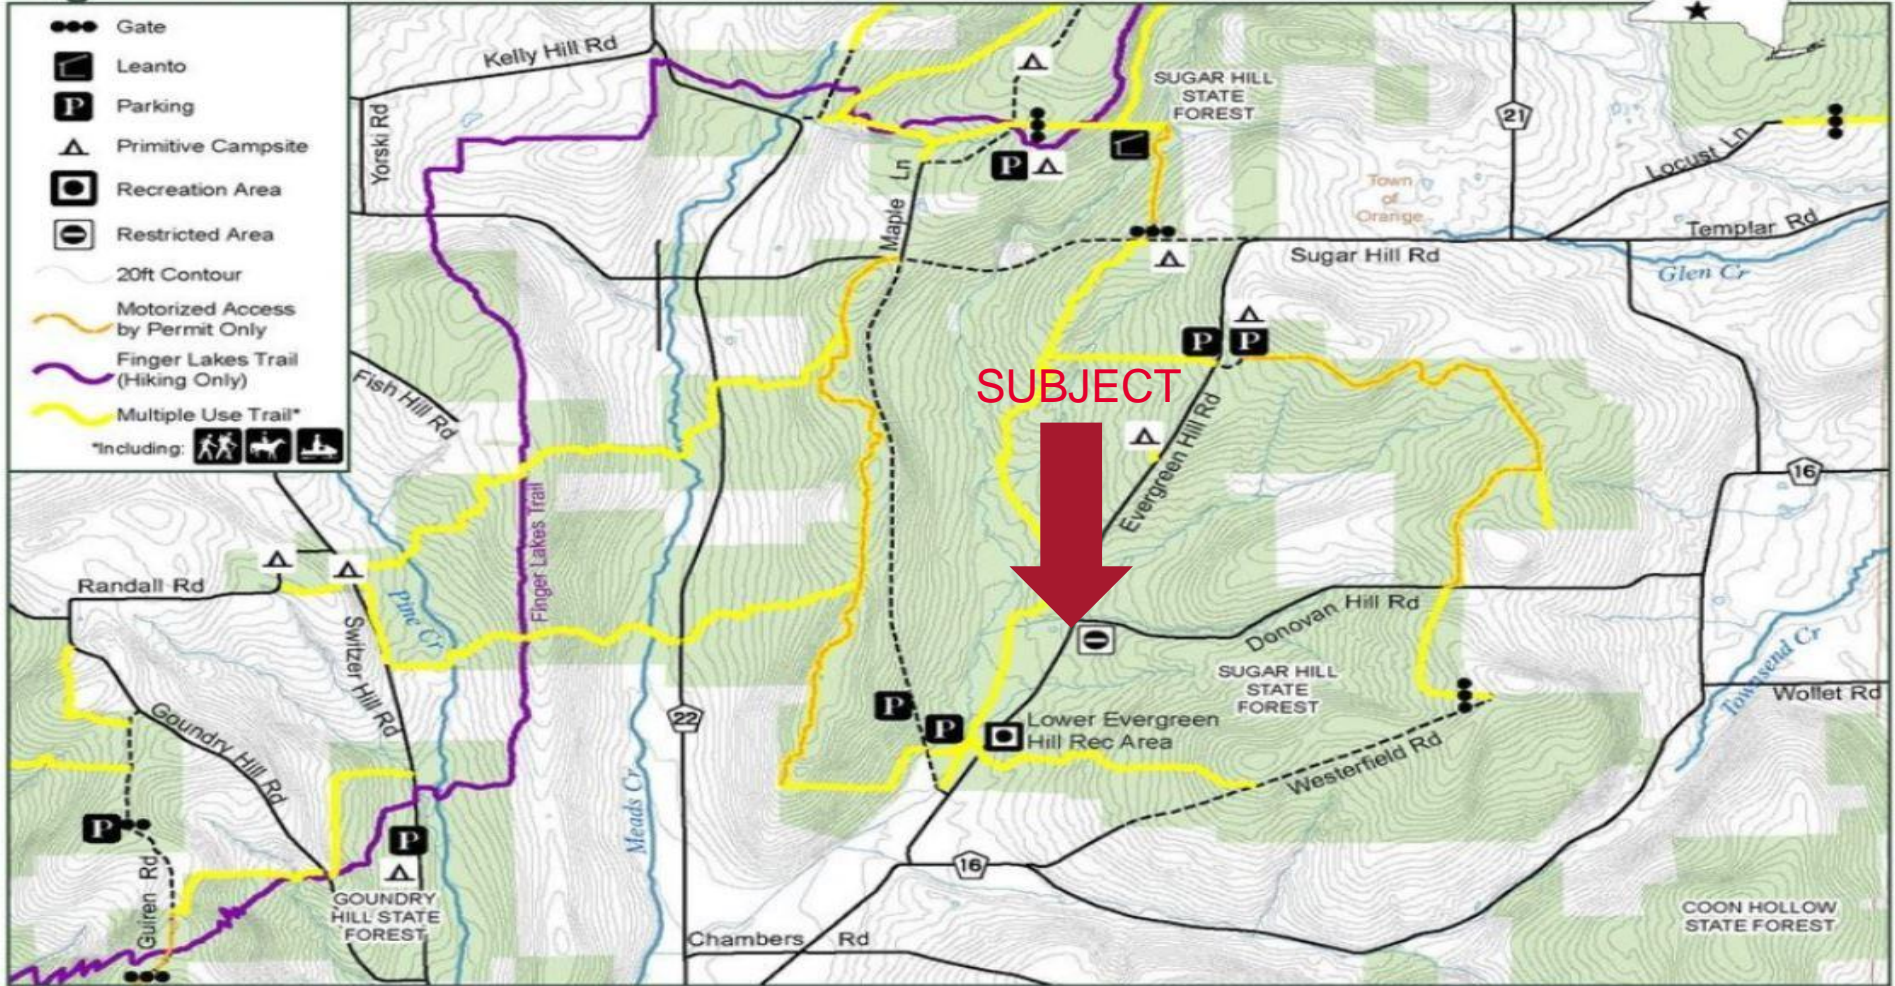 Gate
Leanto
P Parking
Primitive Campsite
Recreation Area
Restricted Area
20ft Contour
Motorized Access
by Permit Only
Finger Lakes Trail
(Hiking Only)
Multiple Use Trail*
*Including:
Kelly Hill Rd
Yorski Rd
Fish Hill Rd
Maple Ln
P
SUGAR HILL
STATE
FOREST
21
Locust Ln
Town
of
Orange
Templar Rd
Sugar Hill Rd
Glen Cr
P
P
SUBJECT
Evergreen Hill Rd
16
Finger Lakes Trail
Randall Rd
Pine Cr
Switzer Hill Rd
Donovan Hill Rd
SUGAR HILL
STATE
FOREST
Townsend Cr
Wollet Rd
Goundry Hill Rd
22
P
P
Lower Evergreen
Hill Rec Area
Westerfield Rd
Meads Cr
P
P
16
Guiren Rd
GOUNDRY
HILL STATE
FOREST
Chambers Rd
COON HOLLOW
STATE FOREST